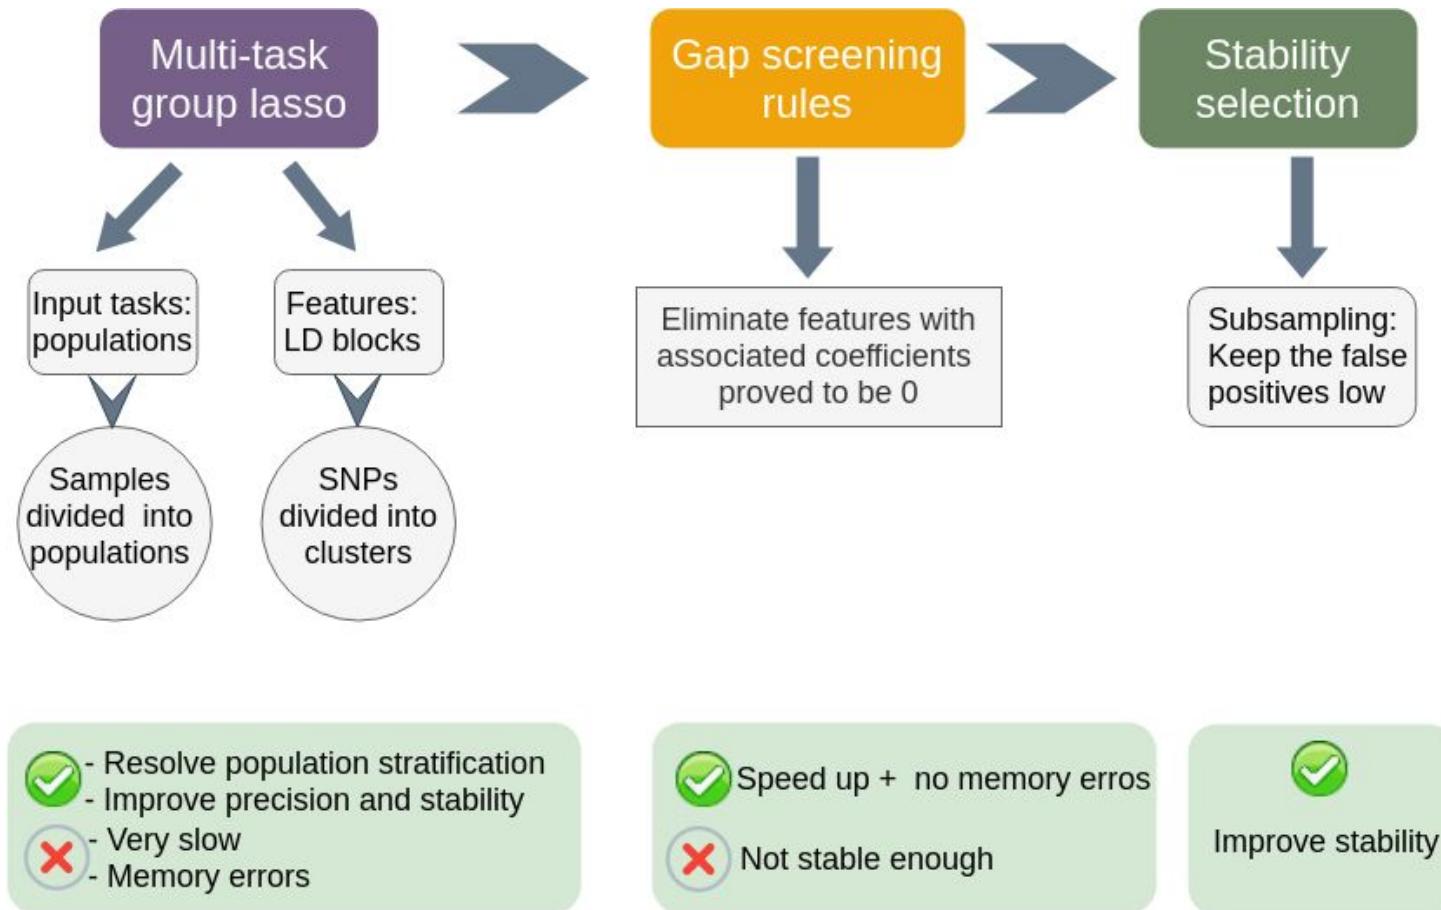 Multi-task
group lasso
Gap screening
rules
Stability
selection
Input tasks:
populations
Features:
LD blocks
Eliminate features with
associated coefficients
proved to be 0
Subsampling:
Keep the false
positives low
Samples
divided into
populations
SNPs
divided into
clusters
- Resolve population stratification
- Improve precision and stability
- Very slow
- Memory errors
Speed up + no memory erros
Not stable enough
Improve stability